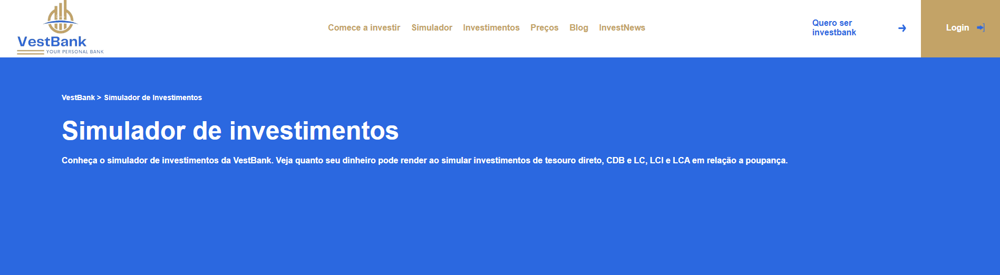 VestBank
YOUR PERSONAL BANK
Comece a investir Simulador Investimentos Preços Blog InvestNews
Quero ser
investbank
Login
VestBank > Simulador de Investimentos
Simulador de investimentos
Conheça o simulador de investimentos da VestBank. Veja quanto seu dinheiro pode render ao simular investimentos de tesouro direto, CDB e LC, LCI e LCA em relação a poupança.